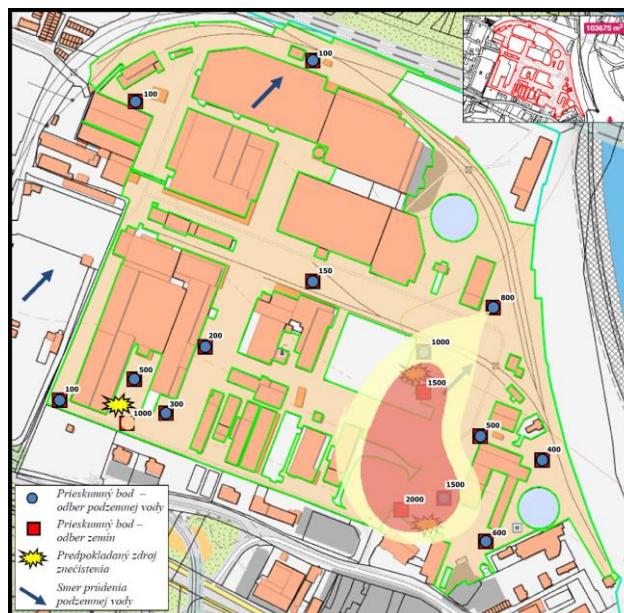 103675 m²
100
100
150
800
1000
200
500
1500
100
1000
300
500
400
2000
1500
600
Prieskumný bod –
odber podzemnej vody
Prieskumný bod –
odber zemín
Predpokladaný zdroj
znečistenia
Smer prúdenia
podzemnej vody